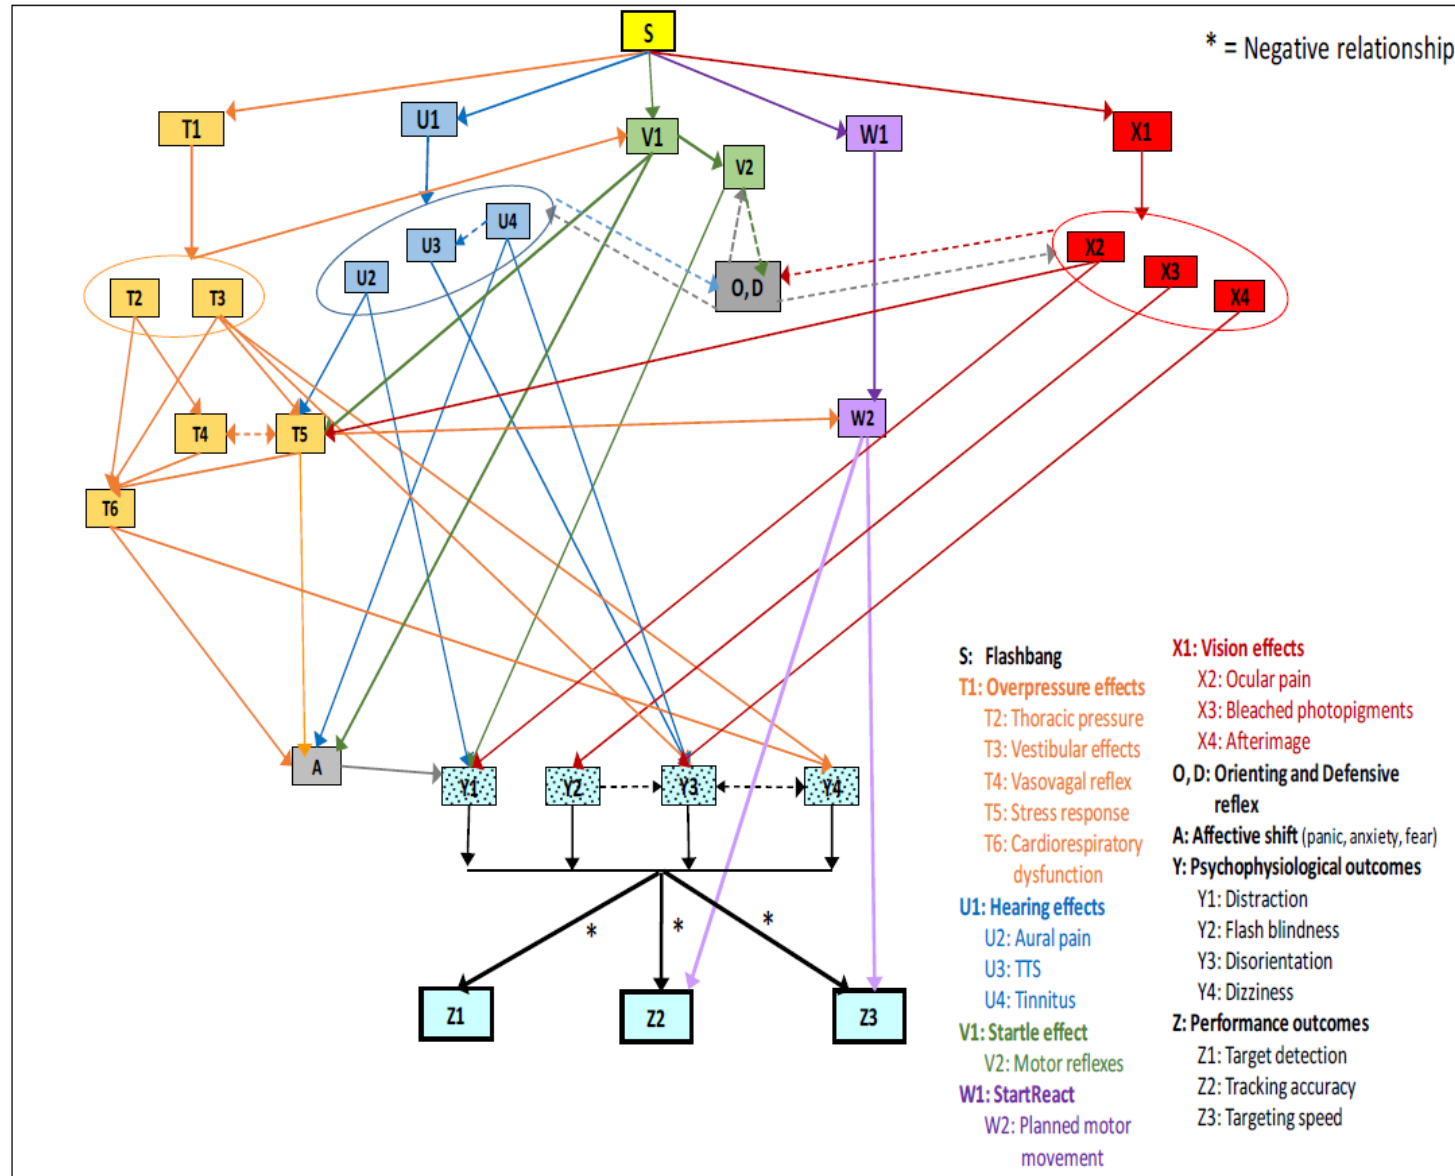 S
* = Negative relationship
T1
U1
V1
W1
X1
V2
U4
U3
U2
X2
X3
X4
O, D
T2
T3
T4
T5
W2
T6
A
Y1
Y2
Y3
Y4
*
*
*
Z1
Z2
Z3
S: Flashbang
T1: Overpressure effects
T2: Thoracic pressure
T3: Vestibular effects
T4: Vasovagal reflex
T5: Stress response
T6: Cardiorespiratory
dysfunction
U1: Hearing effects
U2: Aural pain
U3: TTS
U4: Tinnitus
V1: Startle effect
V2: Motor reflexes
W1: StartReact
W2: Planned motor
movement
X1: Vision effects
X2: Ocular pain
X3: Bleached photopigments
X4: Afterimage
O, D: Orienting and Defensive
reflex
A: Affective shift (panic, anxiety, fear)
Y: Psychophysiological outcomes
Y1: Distraction
Y2: Flash blindness
Y3: Disorientation
Y4: Dizziness
Z: Performance outcomes
Z1: Target detection
Z2: Tracking accuracy
Z3: Targeting speed